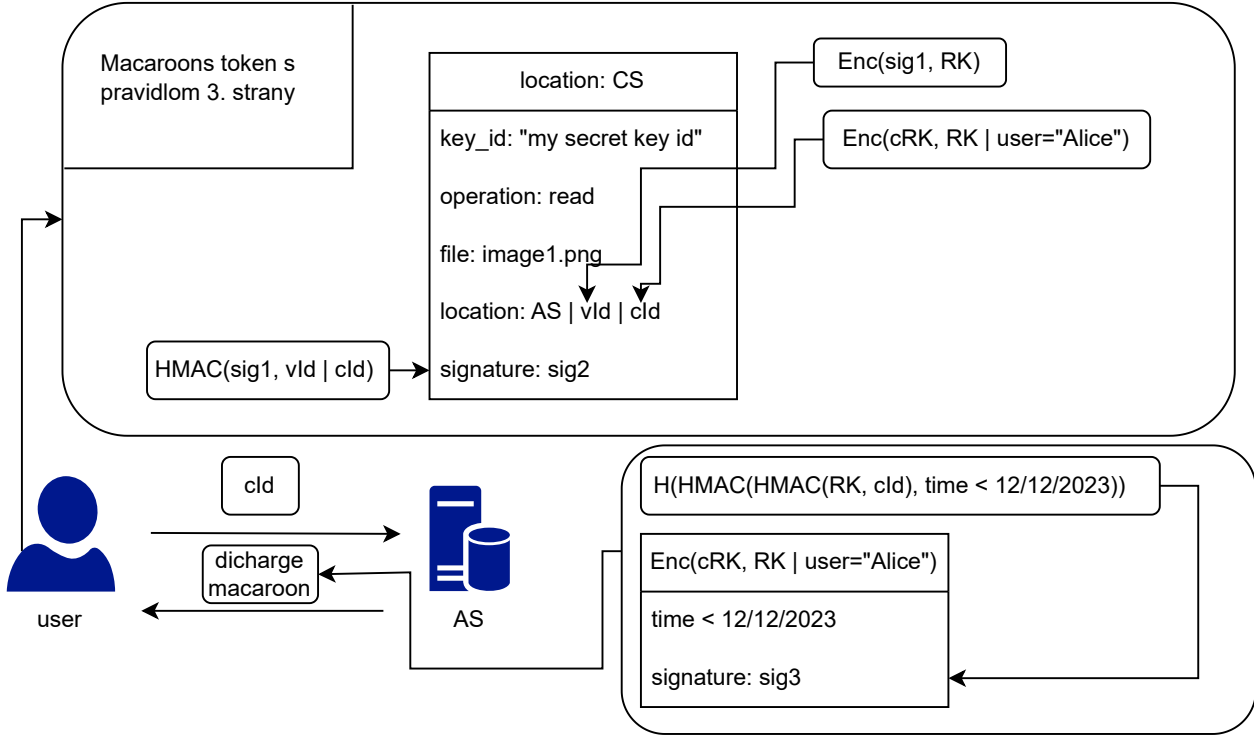 Macaroons token s
pravidlom 3. strany
location: CS
Enc(sig1, RK)
key_id: "my secret key id"
Enc(cRK, RK | user="Alice")
operation: read
file: image1.png
location: AS | vId | cId
HMAC(sig1, vId | cId)
signature: sig2
cId
H(HMAC(HMAC(RK, cId), time < 12/12/2023))
dicharge
macaroon
Enc(cRK, RK | user="Alice")
user
AS
time < 12/12/2023
signature: sig3